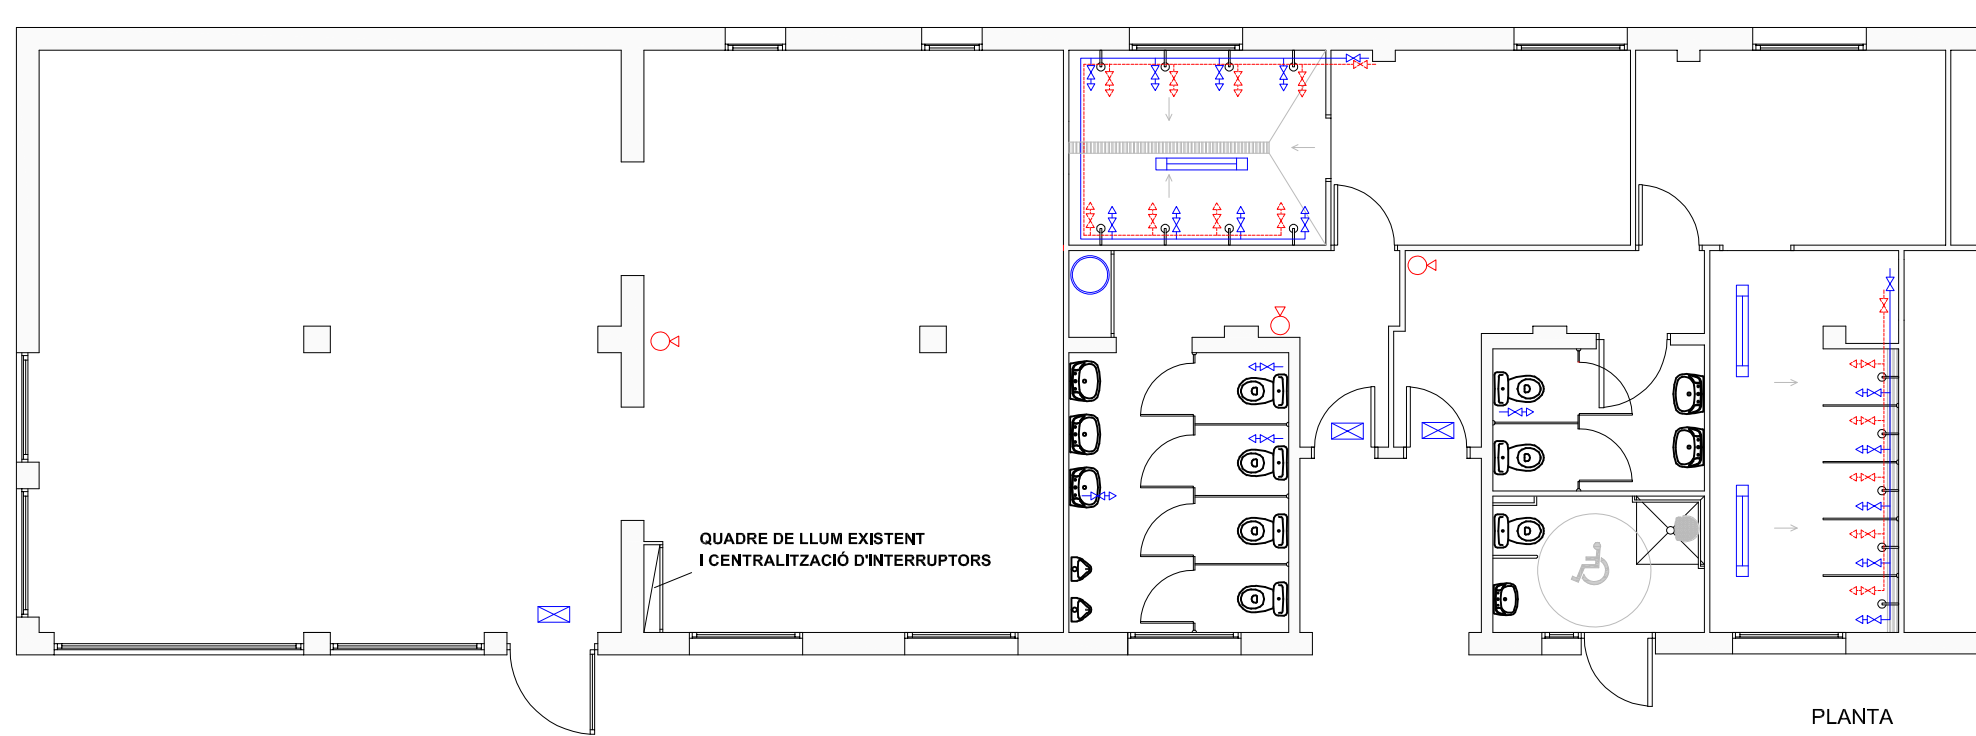 QUADRE DE LLUM EXISTENT
I CENTRALITZACIÓ D'INTERRUPTORS
PLANTA